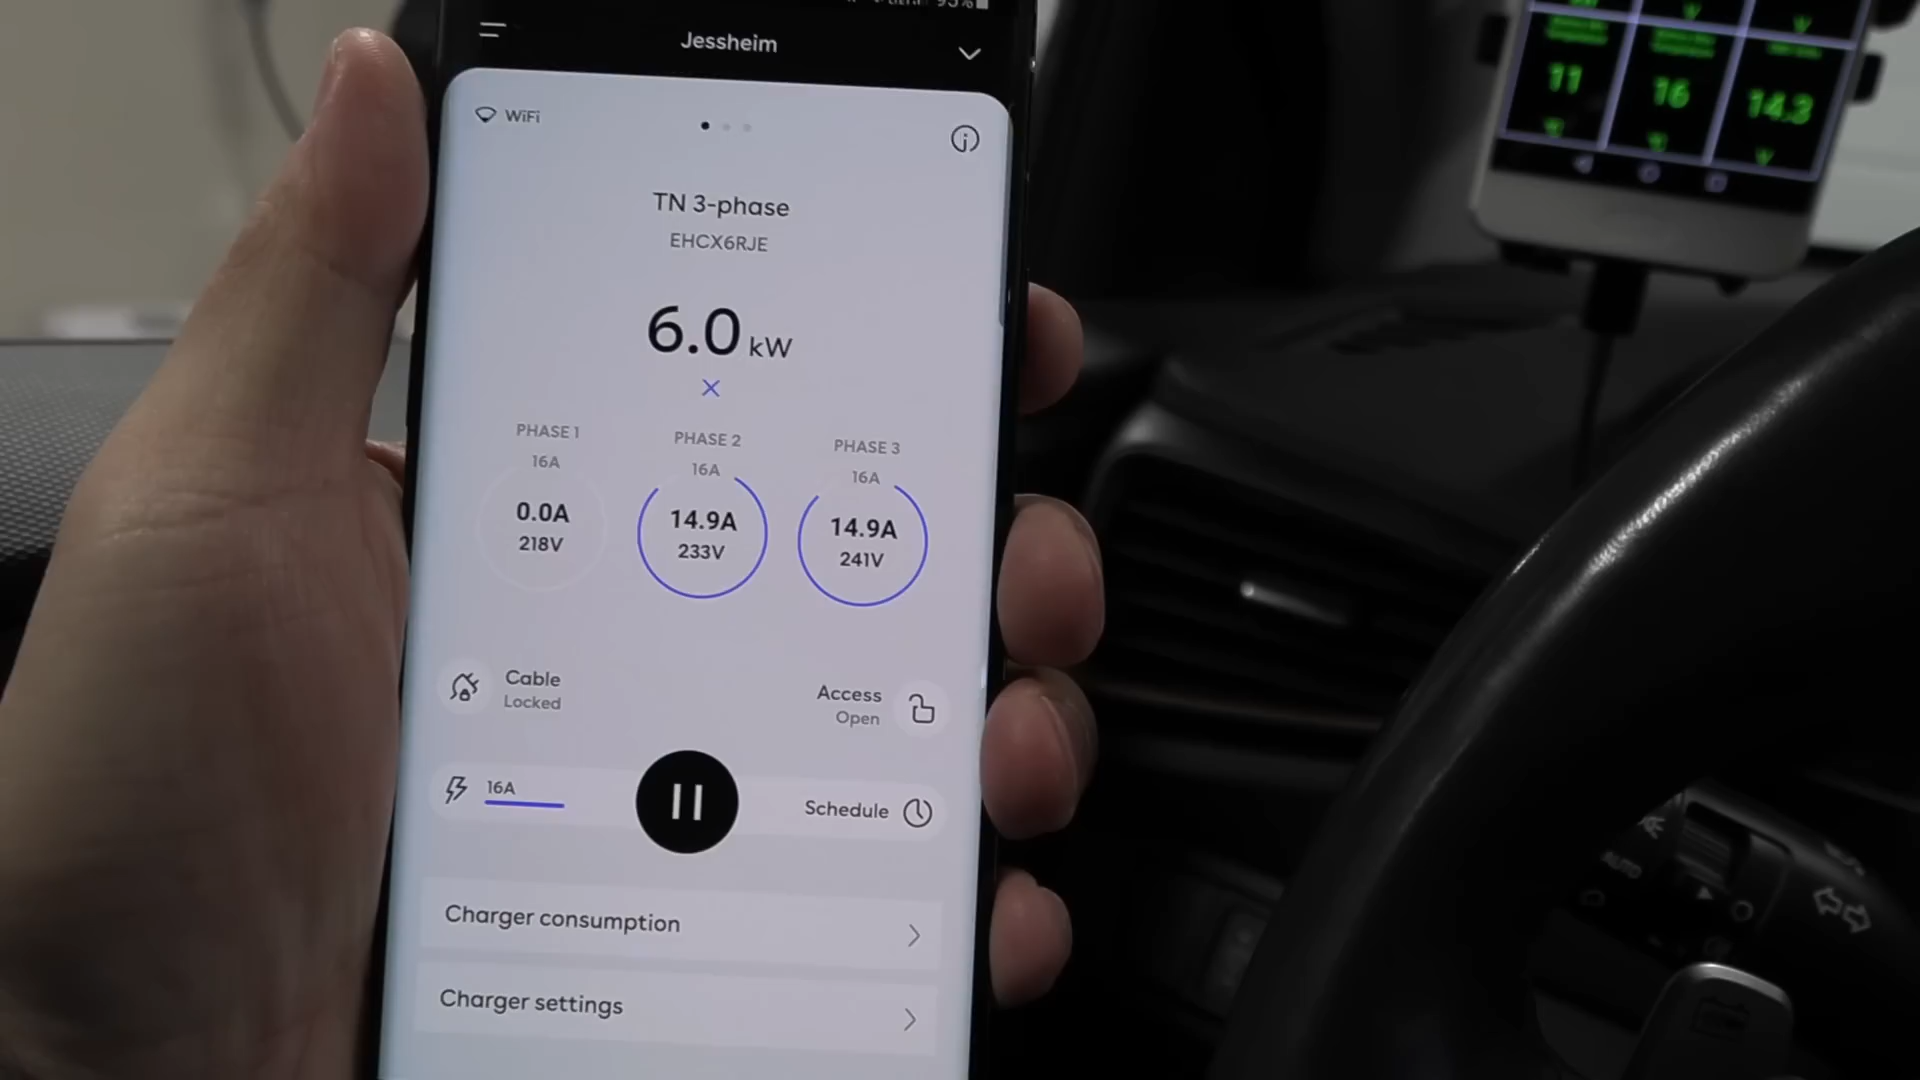 Jessheim
WiFi
TN 3-phase
EHCX6RJE
6.0 kW
PHASE 1
16A
0.0A
218V
PHASE 2
16A
14.9A
233V
PHASE 3
16A
14.9A
241V
Cable
Locked
Access
Open
16A
Schedule
Charger consumption
Charger settings
11
16
14.3
AUTO